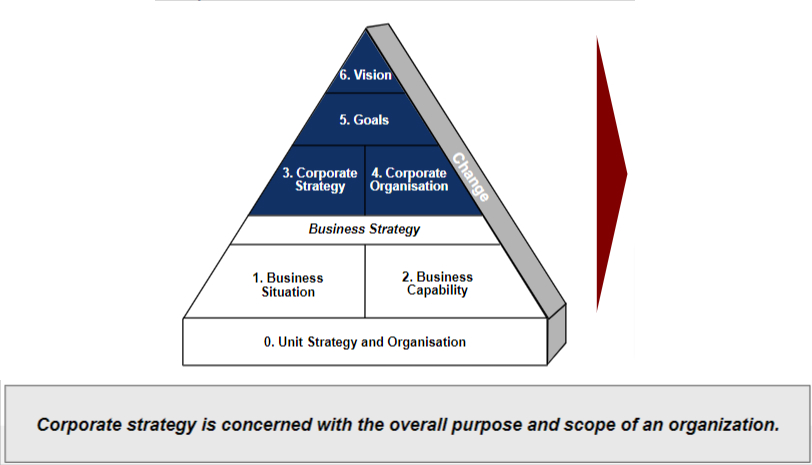 6. Vision
5. Goals
3. Corporate
Strategy
4. Corporate
Organisation
Change
Business Strategy
1. Business
Situation
2. Business
Capability
0. Unit Strategy and Organisation
Corporate strategy is concerned with the overall purpose and scope of an organization.